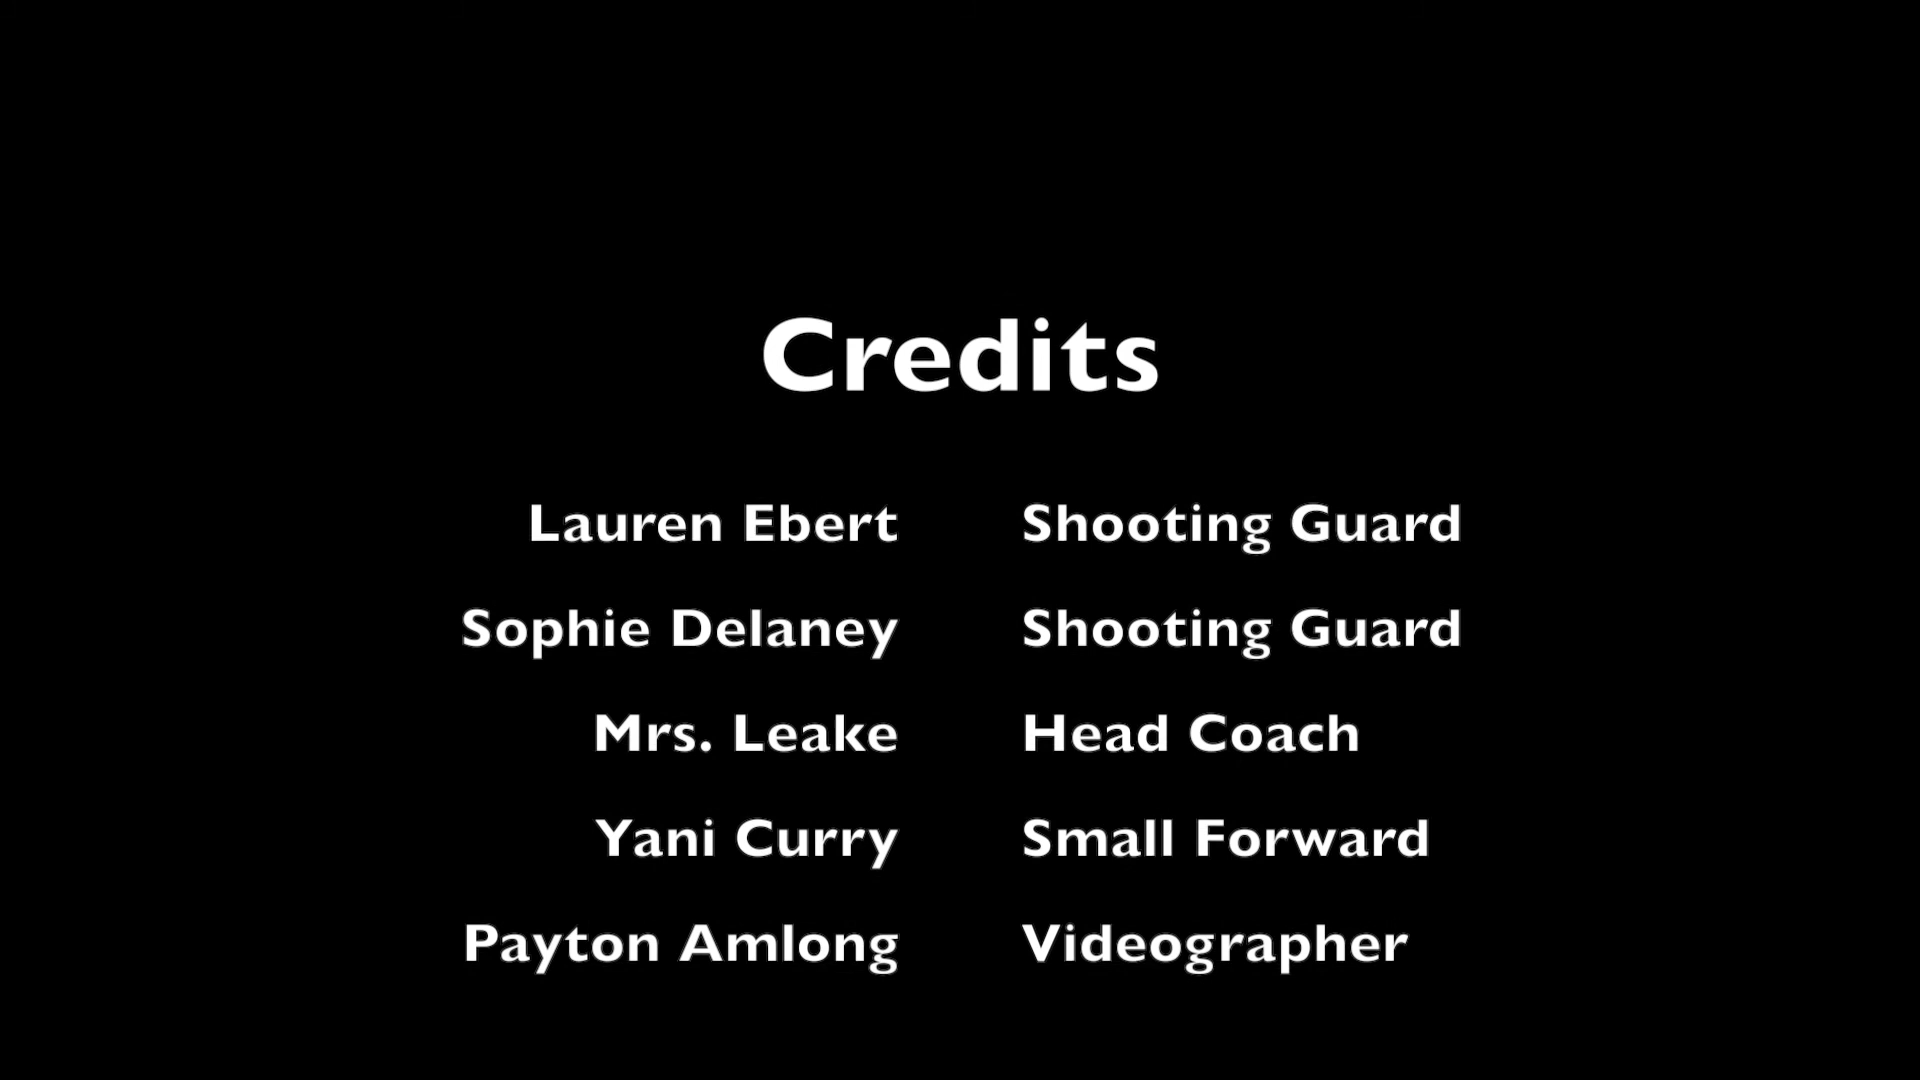 Credits
Lauren Ebert Shooting Guard
Sophie Delaney Shooting Guard
Mrs. Leake Head Coach
Yani Curry Small Forward
Payton Amlong Videographer